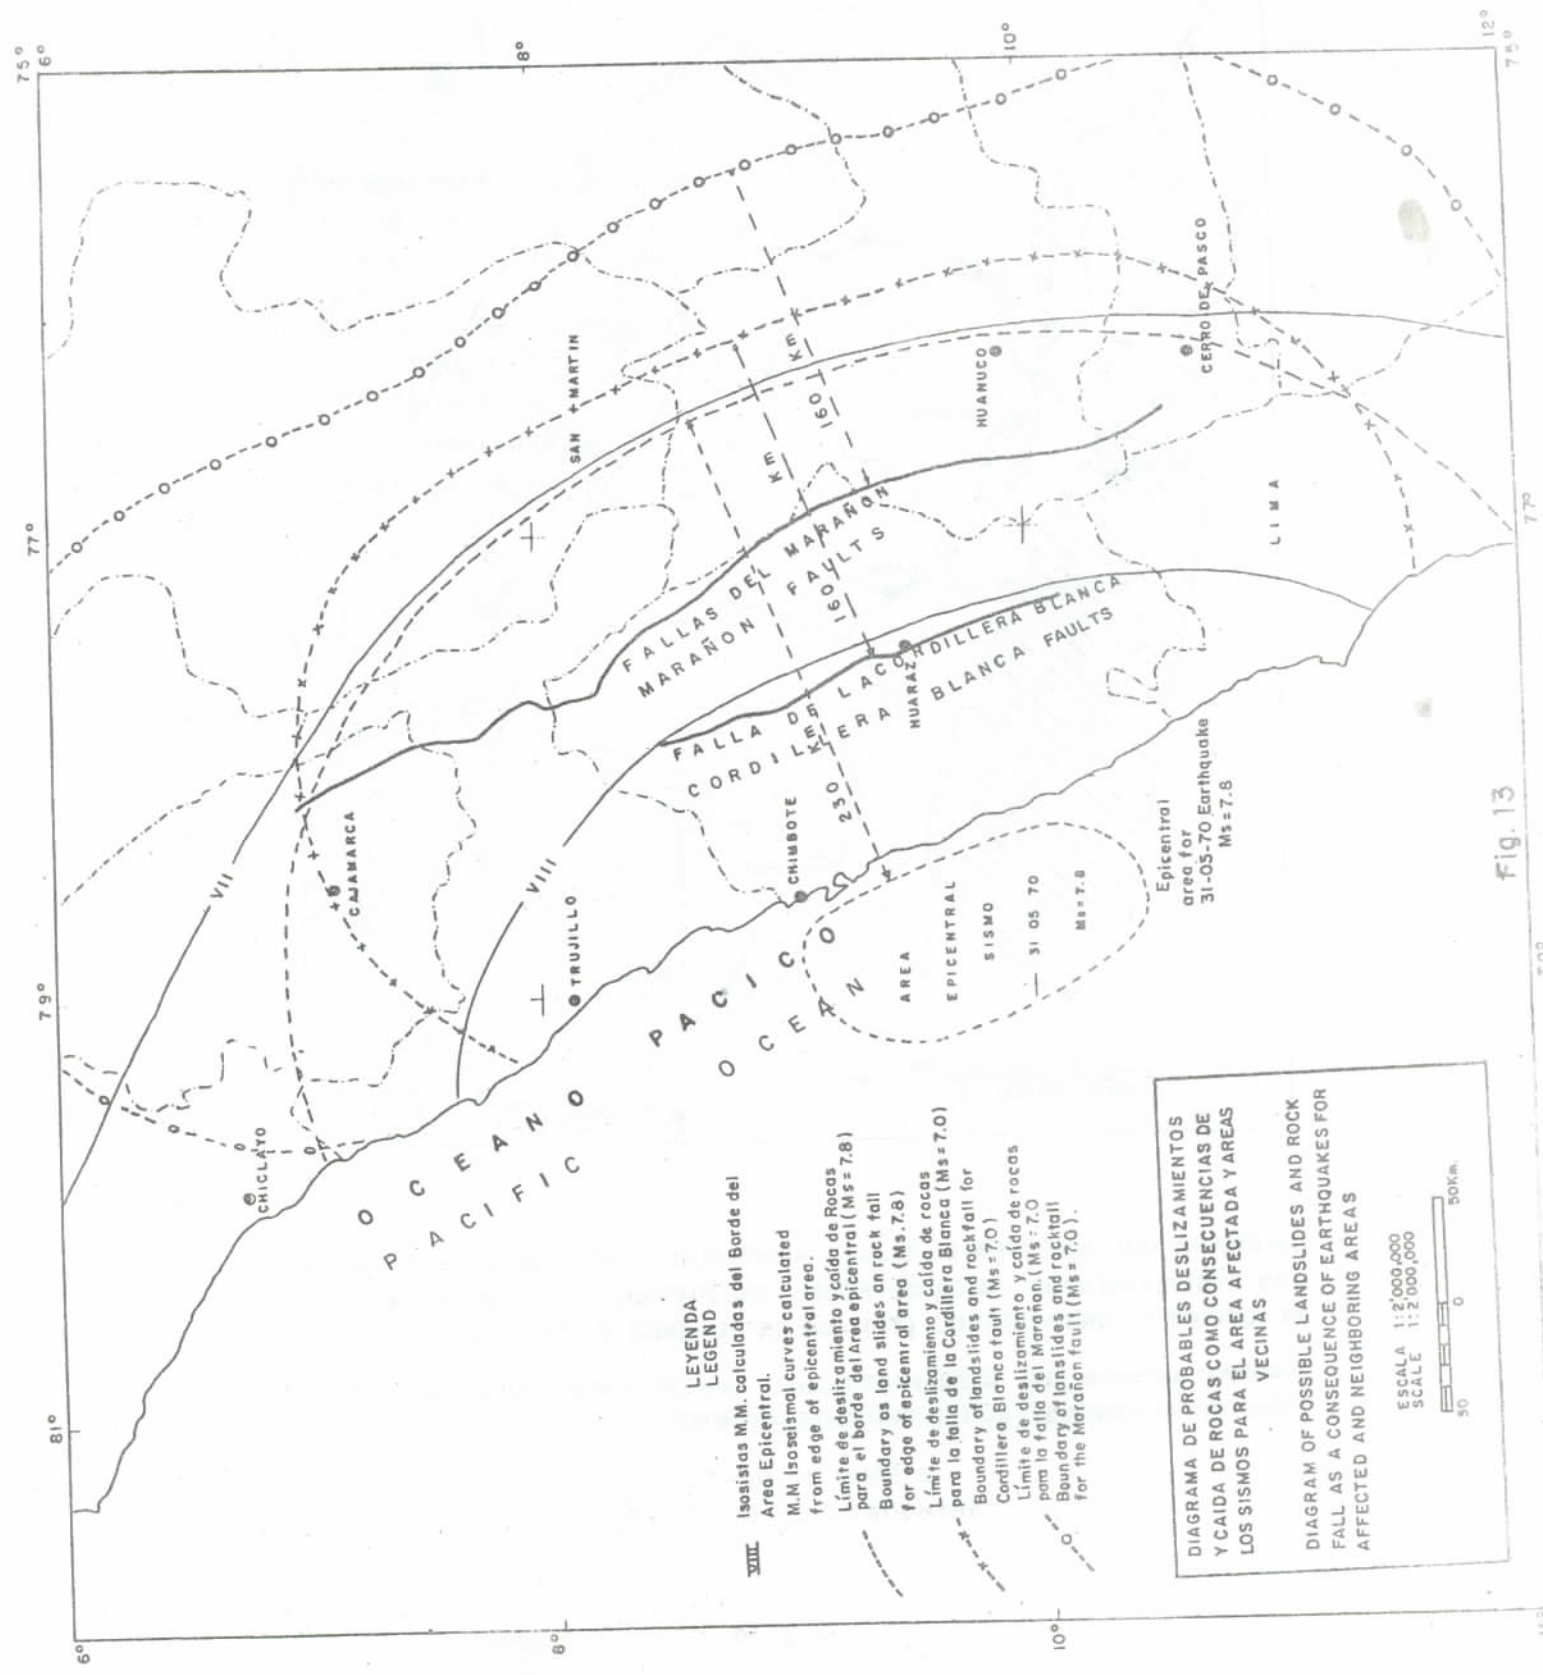 75°
6°
8°
10°
12°
75°
77°
77°
79°
81°
6°
8°
10°
SAN MARTIN
HUANUCO
CERRO DE PASCO
LIMA
VII
VIII
CAJAMARCA
TRUJILLO
CHICLAYO
CHIMBOTE
HUARAZ
160 KM
160 KM
230 KM
FALLAS DEL MARAÑON
MARAÑON FAULTS
FALLA DE LA CORDILLERA BLANCA
CORDILLERA BLANCA FAULTS
OCEANO PACICO
PACIFIC OCEAN
AREA
EPICENTRAL
SISMO
31 05 70
Ms=7.8
Epicentral
area for
31-05-70 Earthquake
Ms=7.8
LEYENDA
LEGEND
VIII
Isosistas M.M. calculadas del Borde del
Area Epicentral.
M.M Isoseismal curves calculated
from edge of epicentral area.
Límite de deslizamiento y caída de Rocas
para el borde del Area epicentral (Ms=7.8)
Boundary os land slides an rock fall
for edge of epicentral area (Ms.7.8)
Límite de deslizamiento y caída de rocas
para la falla de la Cordillera Blanca (Ms=7.0)
Boundary of landslides and rockfall for
Cordillera Blanca fault (Ms=7.0)
Límite de deslizamiento y caída de rocas
para la falla del Marañon.(Ms=7.0
Boundary of lanslides and rockfall
for the Marañon fault (Ms=7.0).
DIAGRAMA DE PROBABLES DESLIZAMIENTOS
Y CAIDA DE ROCAS COMO CONSECUENCIAS DE
LOS SISMOS PARA EL AREA AFECTADA Y AREAS
VECINAS
DIAGRAM OF POSSIBLE LANDSLIDES AND ROCK
FALL AS A CONSEQUENCE OF EARTHQUAKES FOR
AFFECTED AND NEIGHBORING AREAS
ESCALA 1:2,000,000
SCALE 1:2'000,000
50 0 50Km.
Fig. 13